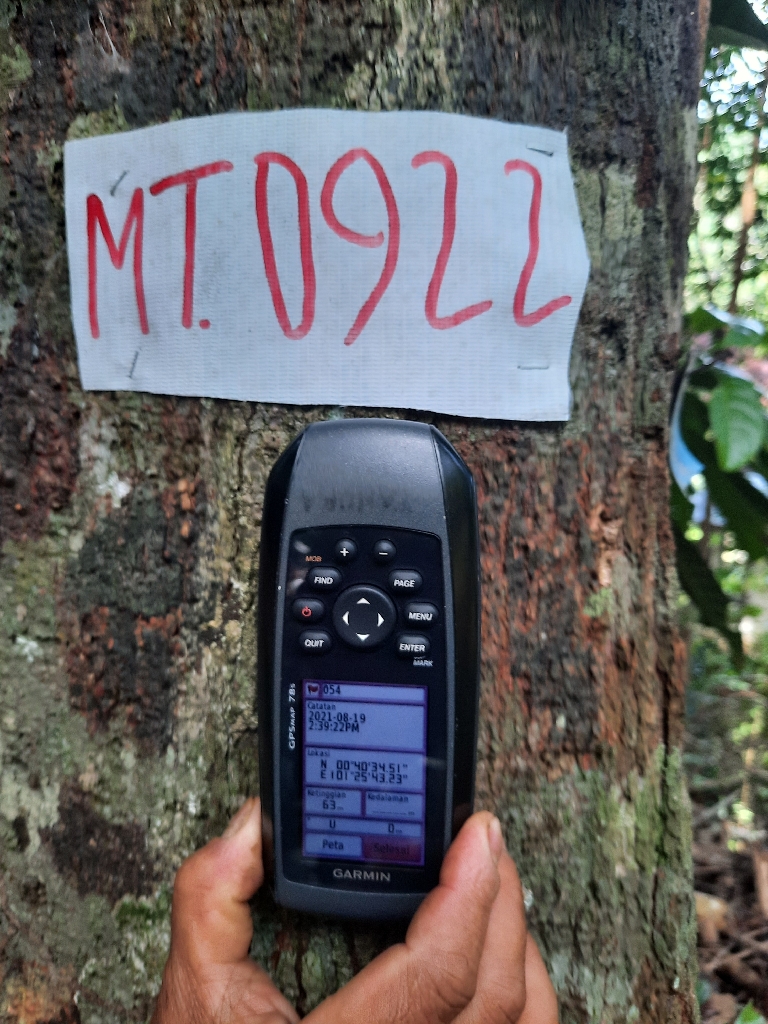 MT.0922
MOB
+ -
FIND PAGE
MENU
QUIT ENTER
MARK
GPSMAP 78s
054
Catatan
2021-08-19
2:39:22PM
Lokasi
N 00°40'34.51"
E101°25'43.23"
Ketinggian Kedalaman
63m
U 0m
Peta Selesai
GARMIN